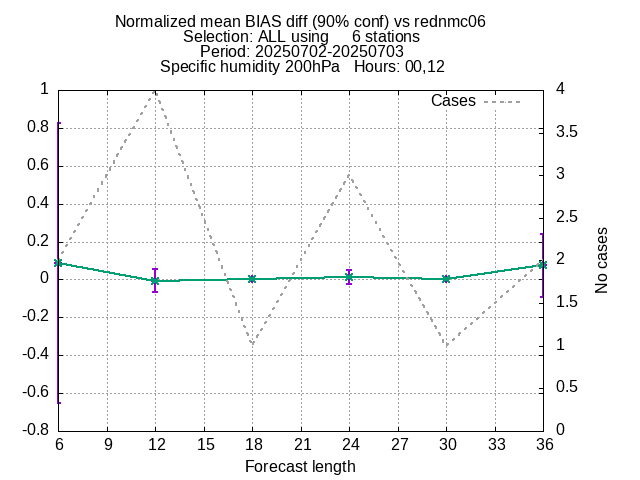 Normalized mean BIAS diff (90% conf) vs rednmc06
Selection: ALL using     6 stations
Period: 20250702-20250703
Specific humidity 200hPa   Hours: 00,12
Cases
1
0.8
0.6
0.4
0.2
0
-0.2
-0.4
-0.6
-0.8
4
3.5
3
2.5
2
1.5
1
0.5
0
No cases
6 9 12 15 18 21 24 27 30 33 36
Forecast length